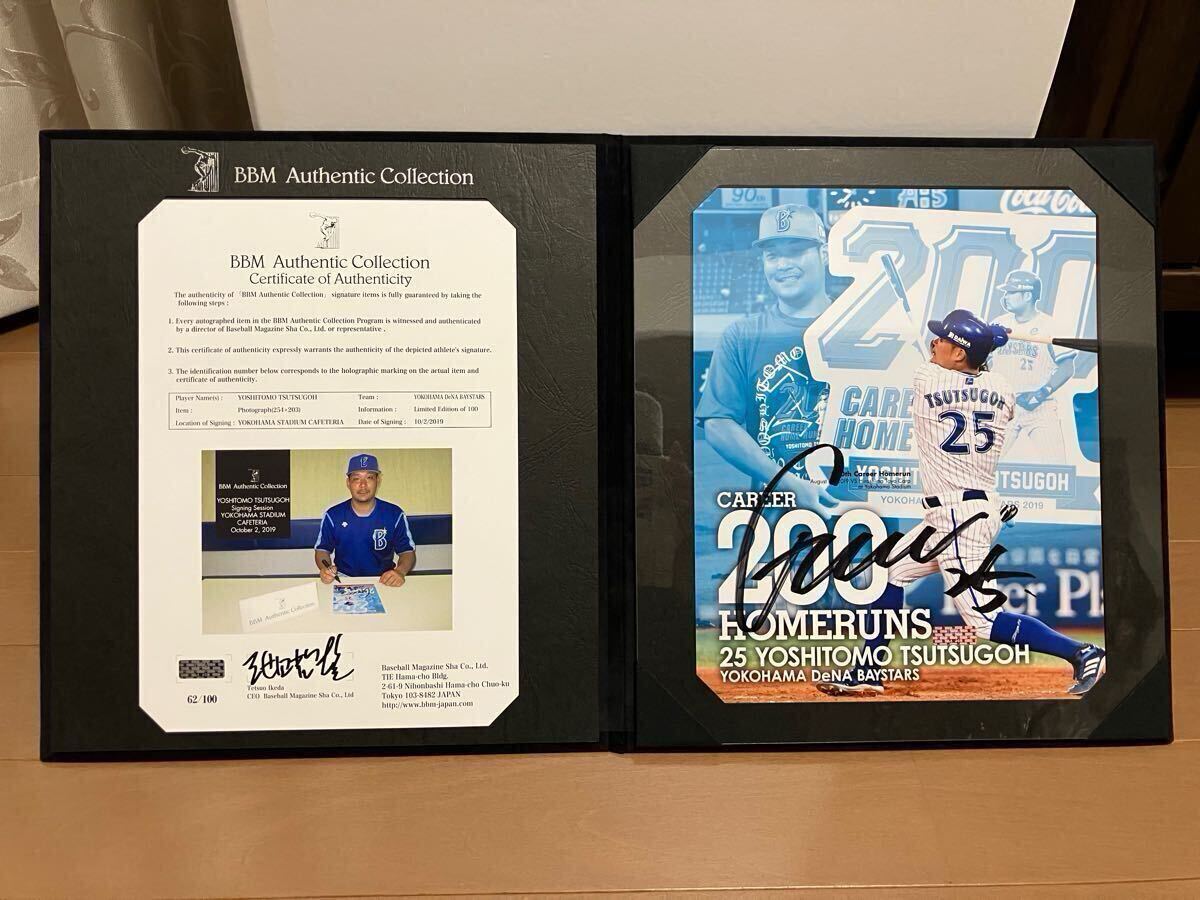 BBM Authentic Collection
BBM Authentic Collection
Certificate of Authenticity
The authenticity of 「BBM Authentic Collection」 signature items is fully guaranteed by taking the
following steps :
1. Every autographed item in the BBM Authentic Collection Program is witnessed and authenticated
by a director of Baseball Magazine Sha Co., Ltd. or representative .
2. This certificate of authenticity expressly warrants the authenticity of the depicted athlete's signature.
3. The identification number below corresponds to the holographic marking on the actual item and
certificate of authenticity.
Player Name(s) : YOSHITOMO TSUTSUGOH Team : YOKOHAMA DeNA BAYSTARS
Item : Photograph(254×203) Information : Limited Edition of 100
Location of Signing : YOKOHAMA STADIUM CAFETERIA Date of Signing : 10/2/2019
BBM Authentic Collection
YOSHITOMO TSUTSUGOH
Signing Session
YOKOHAMA STADIUM
CAFETERIA
October 2, 2019
BBM Authentic Collection
62/100
Tetsuo Ikeda
CEO Baseball Magazine Sha Co., Ltd
Baseball Magazine Sha Co., Ltd.
TIE Hama-cho Bldg.
2-61-9 Nihonbashi Hama-cho Chuo-ku
Tokyo 103-8482 JAPAN
http://www.bbm-japan.com
90th
Coca-Cola
200
TSUTSUGOH
25
25
CAREER
200
HOMERUNS
25 YOSHITOMO TSUTSUGOH
YOKOHAMA DeNA BAYSTARS